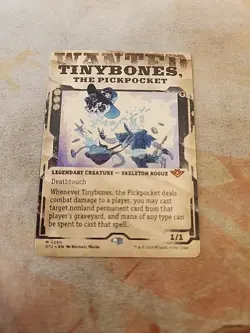 WANTED
TINYBONES,
THE PICKPOCKET
LEGENDARY CREATURE — SKELETON ROGUE
Deathtouch
Whenever Tinybones, the Pickpocket deals
combat damage to a player, you may cast
target nonland permanent card from that
player's graveyard, and mana of any type can
be spent to cast that spell.
1/1
OTJ • EN